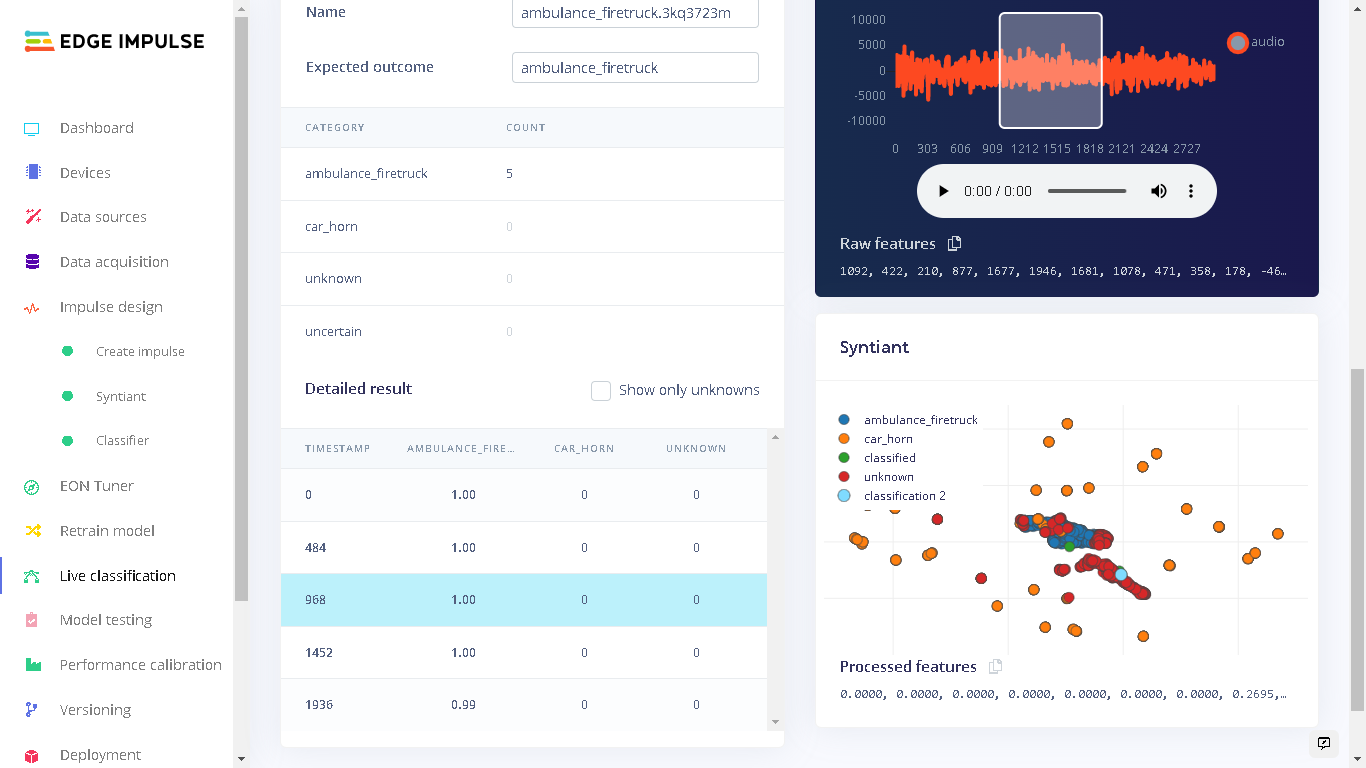 EDGE IMPULSE
Dashboard
Devices
Data sources
Data acquisition
Impulse design
Create impulse
Syntiant
Classifier
EON Tuner
Retrain model
Live classification
Model testing
Performance calibration
Versioning
Deployment
Name
ambulance_firetruck.3kq3723m
Expected outcome
ambulance_firetruck
CATEGORY COUNT
ambulance_firetruck 5
car_horn 0
unknown 0
uncertain 0
Detailed result
Show only unknowns
TIMESTAMP AMBULANCE_FIRE... CAR_HORN UNKNOWN
0 1.00 0 0
484 1.00 0 0
968 1.00 0 0
1452 1.00 0 0
1936 0.99 0 0
10000
5000
0
-5000
-10000
audio
0 303 606 909 1212 1515 1818 2121 2424 2727
0:00 / 0:00
Raw features
1092, 422, 210, 877, 1677, 1946, 1681, 1078, 471, 358, 178, -46…
Syntiant
ambulance_firetruck
car_horn
classified
unknown
classification 2
Processed features
0.0000, 0.0000, 0.0000, 0.0000, 0.0000, 0.0000, 0.0000, 0.2695,…